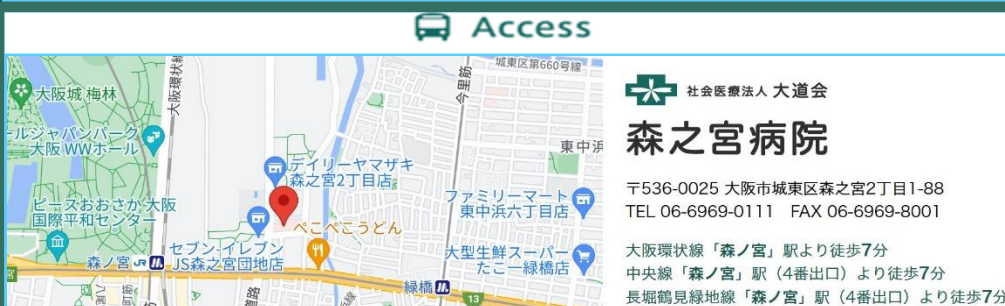 Access
城東区第660号線
大阪環状線
今里筋
大阪城 梅林
ールジャパンパーク
大阪 WWホール
東中浜
デイリーヤマザキ
森之宮2丁目店
ピースおおさか 大阪
国際平和センター
ファミリーマート
東中浜六丁目店
ぺこぺこうどん
セブン-イレブン
JS森之宮団地店
大型生鮮スーパー
たこ一緑橋店
森ノ宮
緑橋
13
社会医療法人 大道会
森之宮病院
〒536-0025 大阪市城東区森之宮2丁目1-88
TEL 06-6969-0111 FAX 06-6969-8001
大阪環状線「森ノ宮」駅より徒歩7分
中央線「森ノ宮」駅（4番出口）より徒歩7分
長堀鶴見緑地線「森ノ宮」駅（4番出口）より徒歩7分